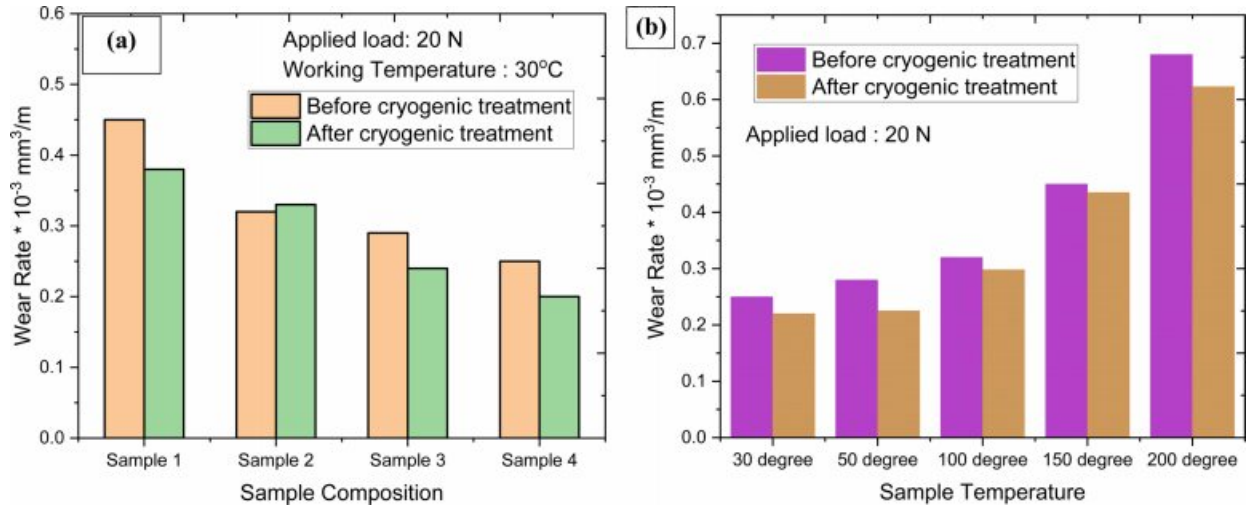 (a)
Applied load: 20 N
Working Temperature : 30°C
Before cryogenic treatment
After cryogenic treatment
Wear Rate * 10⁻³ mm³/m
0.6
0.5
0.4
0.3
0.2
0.1
0.0
Sample 1 Sample 2 Sample 3 Sample 4
Sample Composition
(b)
Before cryogenic treatment
After cryogenic treatment
Applied load : 20 N
Wear Rate * 10⁻³ mm³/m
0.7
0.6
0.5
0.4
0.3
0.2
0.1
0.0
30 degree 50 degree 100 degree 150 degree 200 degree
Sample Temperature